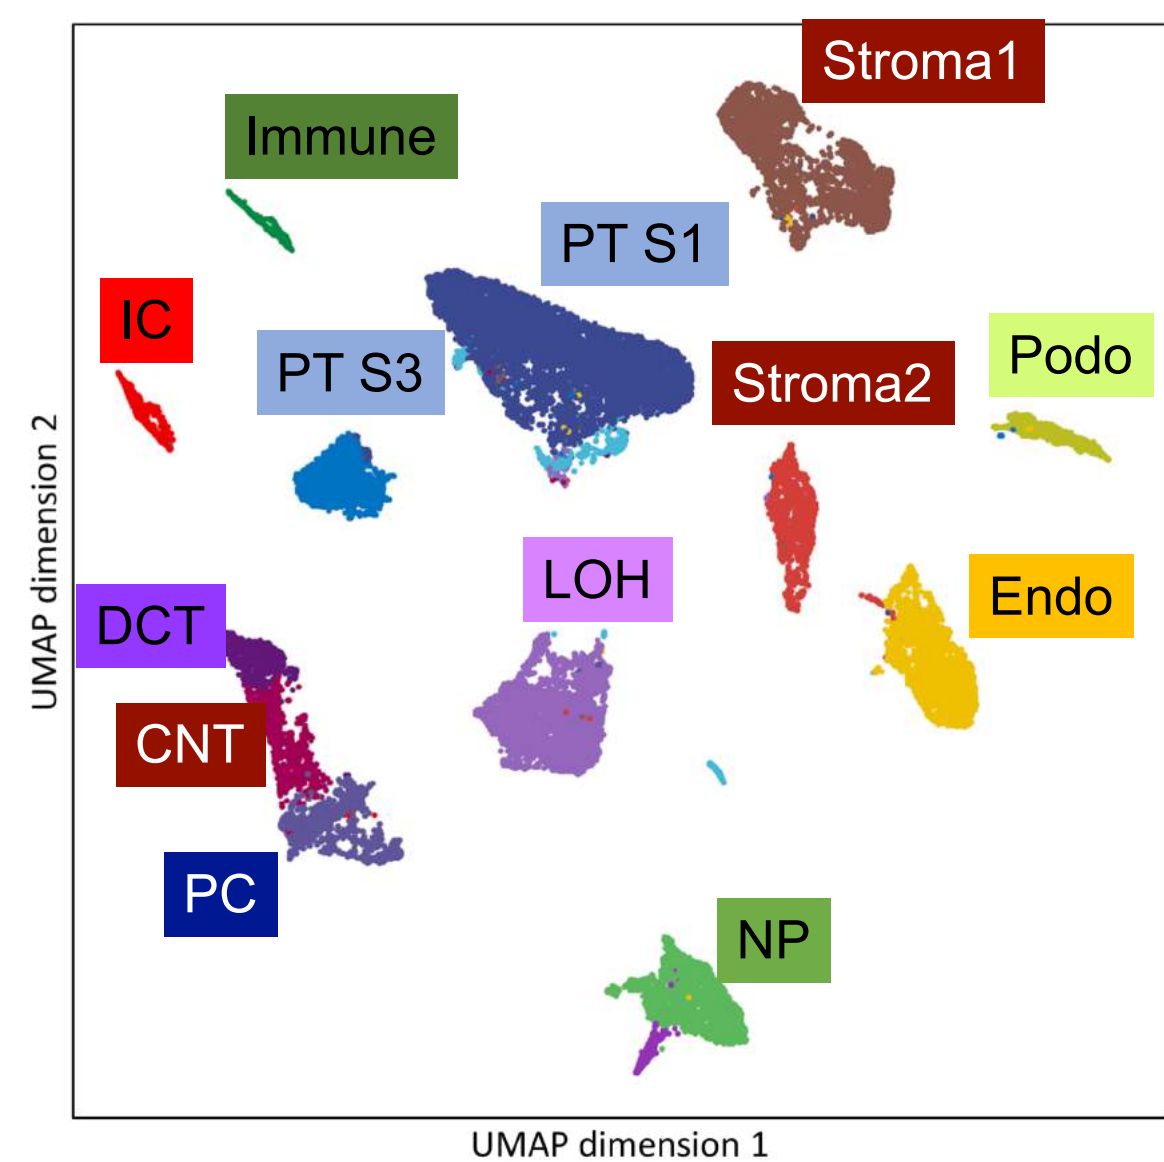 Stroma1
Immune
PT S1
IC
PT S3
Stroma2
Podo
LOH
Endo
DCT
CNT
PC
NP
UMAP dimension 2
UMAP dimension 1